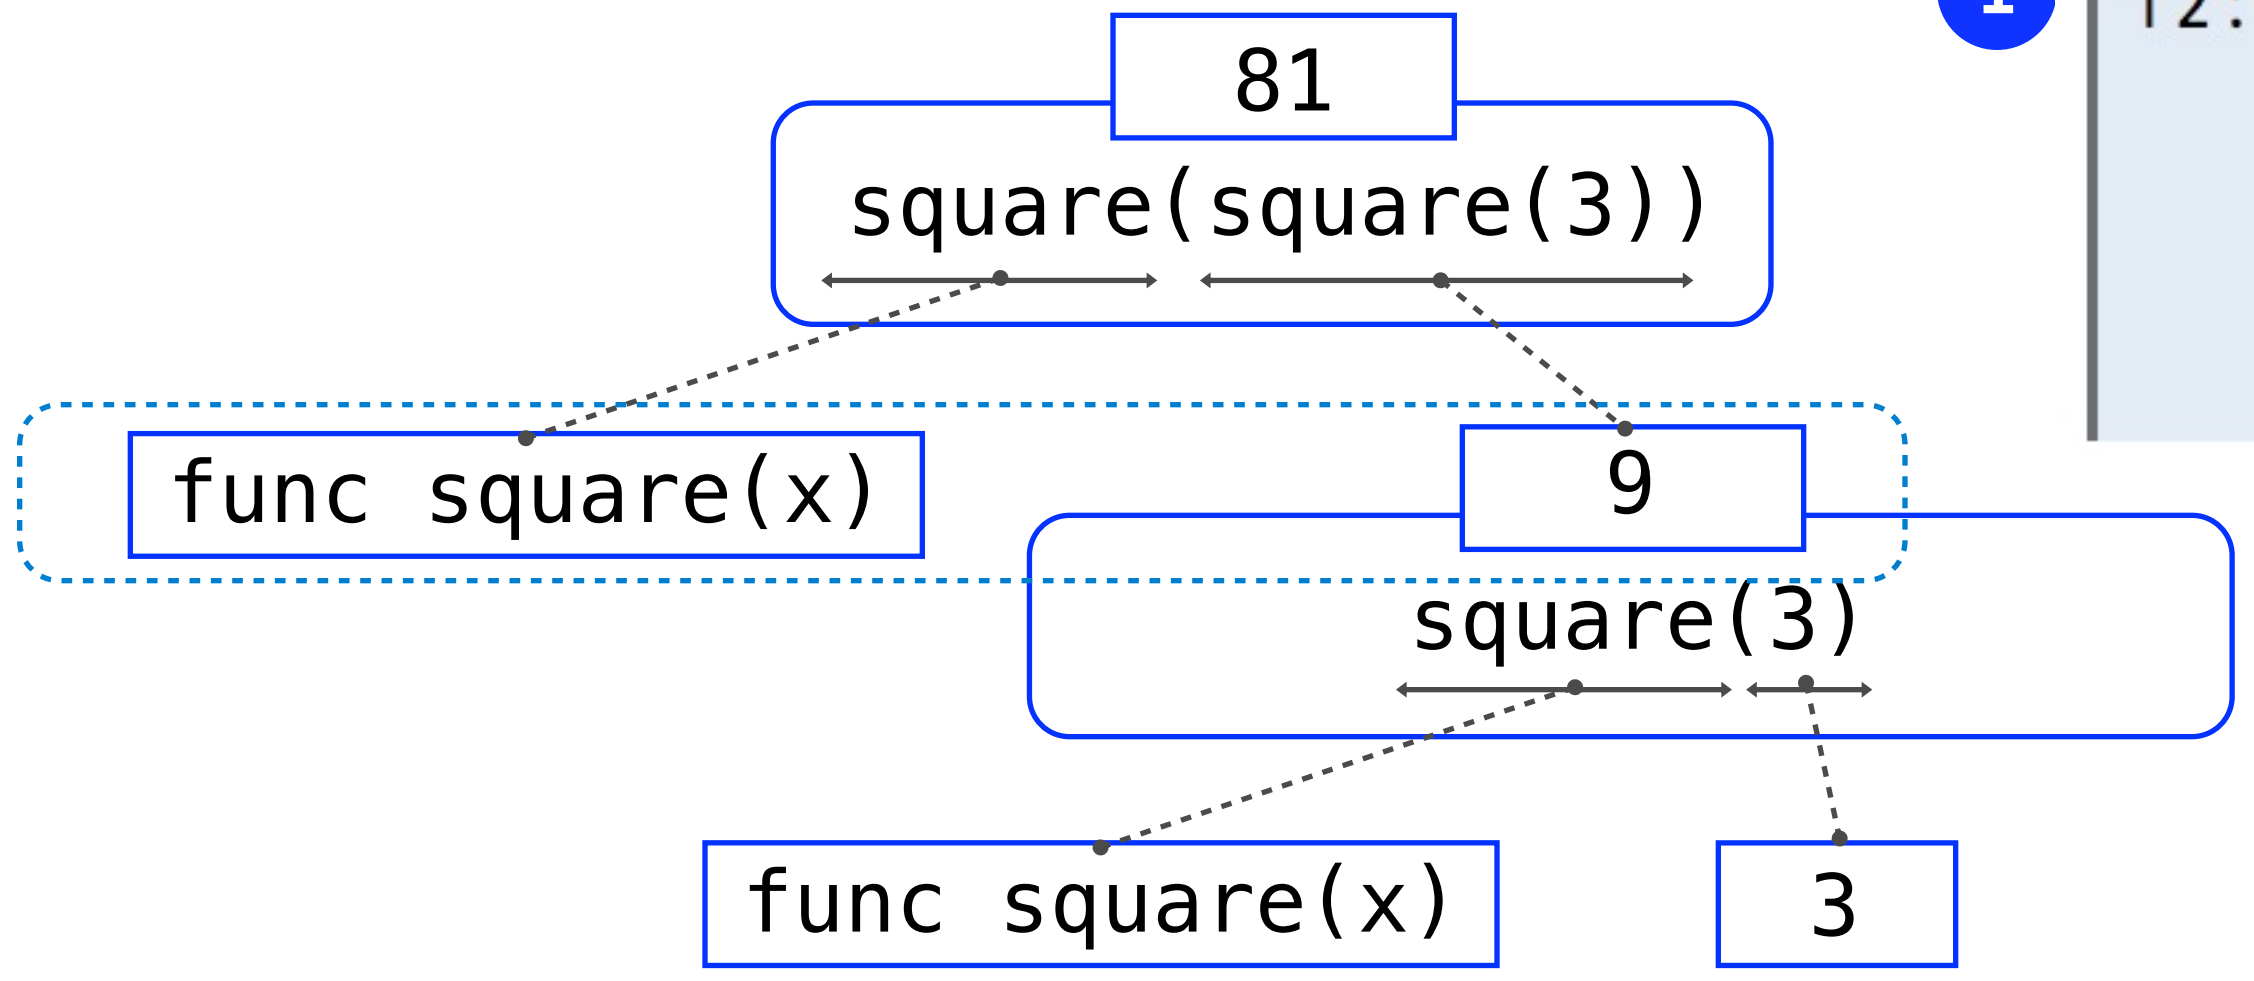 81
square(square(3))
func square(x)
9
square(3)
func square(x)
3